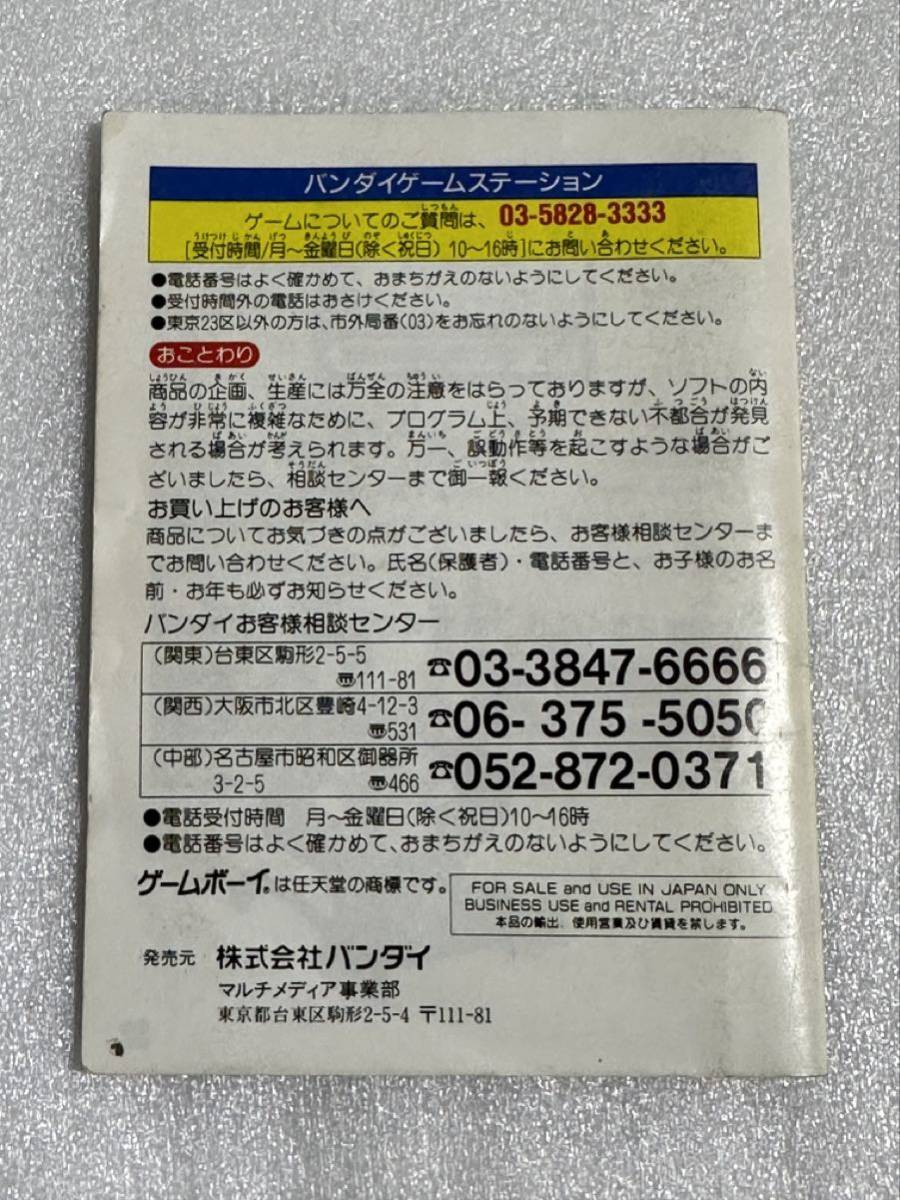 バンダイゲームステーション
ゲームについてのご質問は、03-5828-3333
[受付時間/月〜金曜日(除く祝日) 10〜16時]にお問い合わせください。
●電話番号はよく確かめて、おまちがえのないようにしてください。
●受付時間外の電話はおさけください。
●東京23区以外の方は、市外局番(03)をお忘れのないようにしてください。
おことわり
商品の企画、生産には万全の注意をはらっておりますが、ソフトの内
容が非常に複雑なために、プログラム上、予期できない不都合が発見
される場合が考えられます。万一、誤動作等を起こすような場合がご
ざいましたら、相談センターまで御一報ください。
お買い上げのお客様へ
商品についてお気づきの点がございましたら、お客様相談センターま
でお問い合わせください。氏名(保護者)・電話番号と、お子様のお名
前・お年も必ずお知らせください。
バンダイお客様相談センター
(関東)台東区駒形2-5-5
〠111-81 ☎03-3847-6666
(関西)大阪市北区豊崎4-12-3
〠531 ☎06-375-5050
(中部)名古屋市昭和区御器所
3-2-5 〠466 ☎052-872-0371
●電話受付時間 月〜金曜日(除く祝日)10〜16時
●電話番号はよく確かめて、おまちがえのないようにしてください。
ゲームボーイ®は任天堂の商標です。
FOR SALE and USE IN JAPAN ONLY.
BUSINESS USE and RENTAL PROHIBITED.
本品の輸出、使用営業及び賃貸を禁じます。
発売元 株式会社バンダイ
マルチメディア事業部
東京都台東区駒形2-5-4 〒111-81